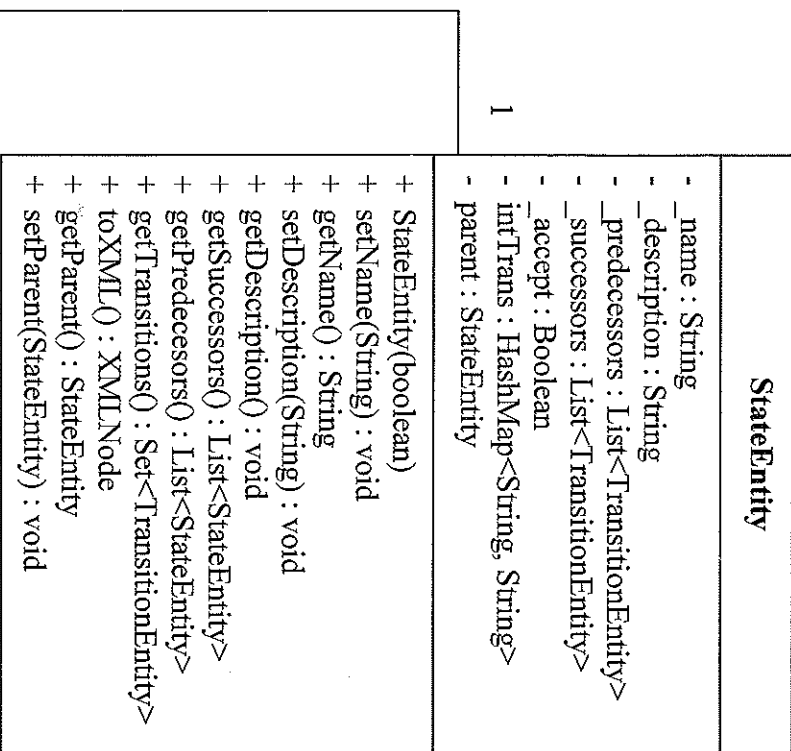 StateEntity
- _name : String
- _description : String
- _predecessors : List<TransitionEntity>
- _successors : List<TransitionEntity>
- _accept : Boolean
- intTrans : HashMap<String, String>
- parent : StateEntity
1
+ StateEntity(boolean)
+ setName(String) : void
+ getName() : String
+ setDescription(String) : void
+ getDescription() : void
+ getSuccessors() : List<StateEntity>
+ getPredecesors() : List<StateEntity>
+ getTransitions() : Set<TransitionEntity>
+ toXML() : XMLNode
+ getParent() : StateEntity
+ setParent(StateEntity) : void